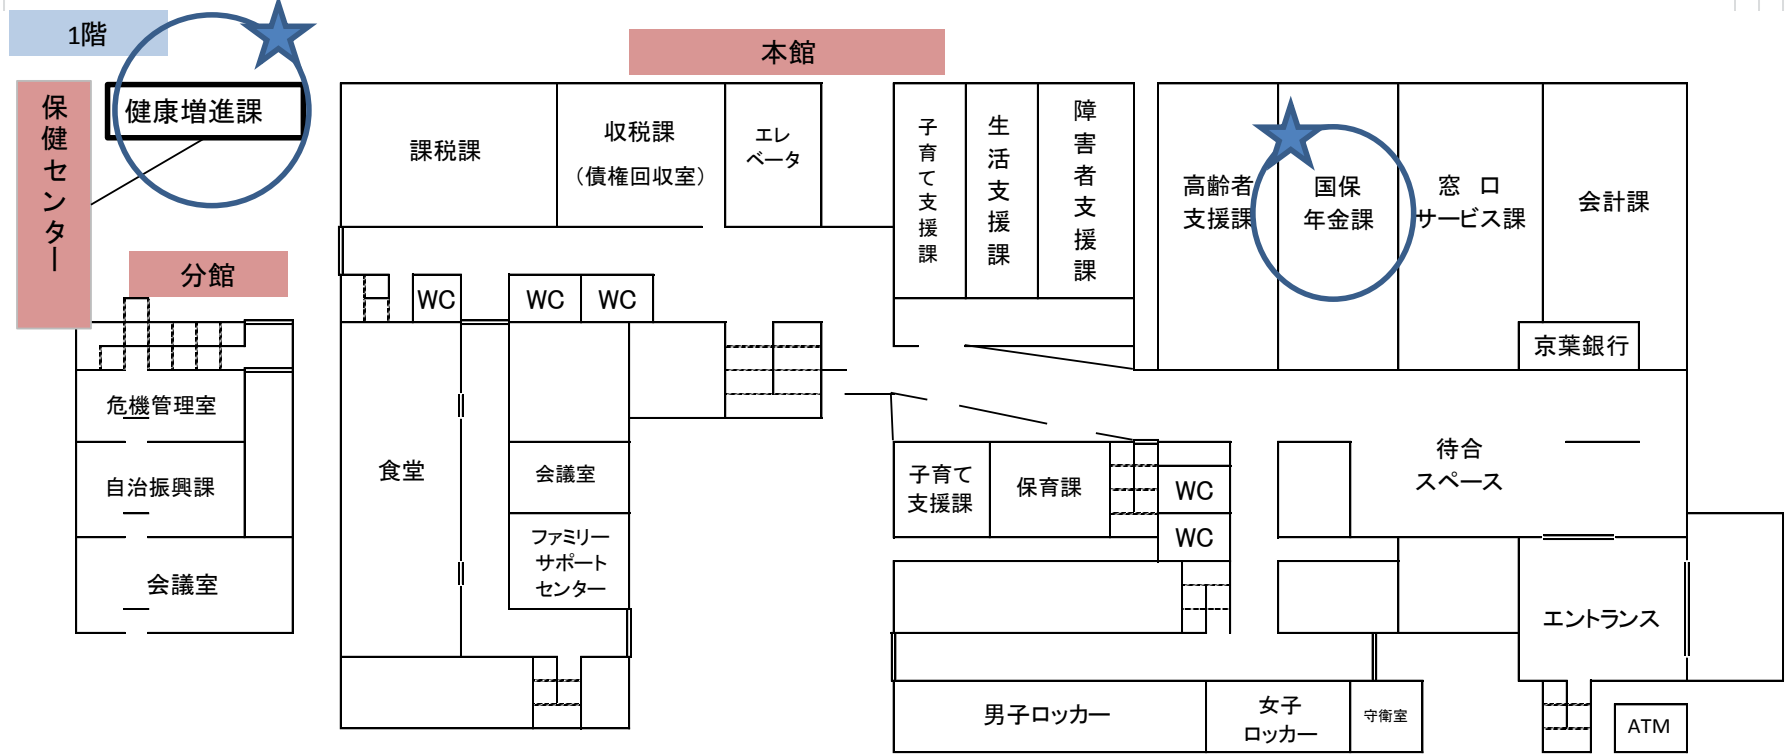 1階
本館
保健センター
健康増進課
分館
課税課
収税課
(債権回収室)
エレ
ベータ
子育て支援課
生活支援課
障害者支援課
高齢者
支援課
国保
年金課
窓 口
サービス課
会計課
京葉銀行
WC
WC
WC
危機管理室
自治振興課
会議室
食堂
会議室
ファミリー
サポート
センター
子育て
支援課
保育課
WC
WC
待合
スペース
エントランス
男子ロッカー
女子
ロッカー
守衛室
ATM